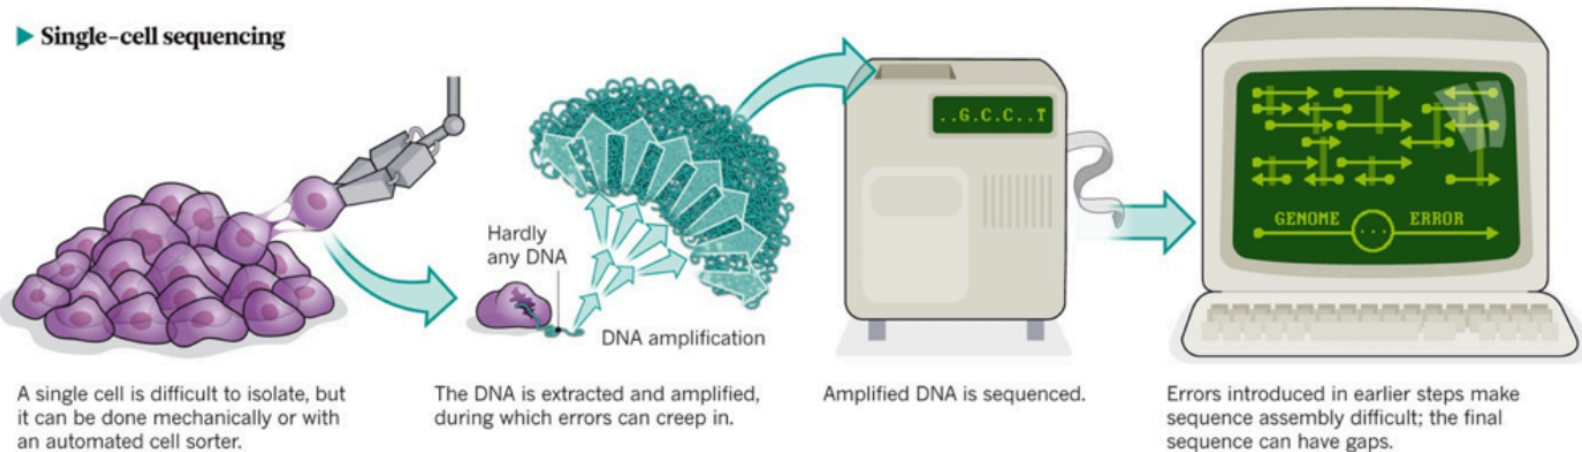 Single-cell sequencing
Hardly
any DNA
DNA amplification
..G.C.C..T
GENOME
...
ERROR
A single cell is difficult to isolate, but
it can be done mechanically or with
an automated cell sorter.
The DNA is extracted and amplified,
during which errors can creep in.
Amplified DNA is sequenced.
Errors introduced in earlier steps make
sequence assembly difficult; the final
sequence can have gaps.